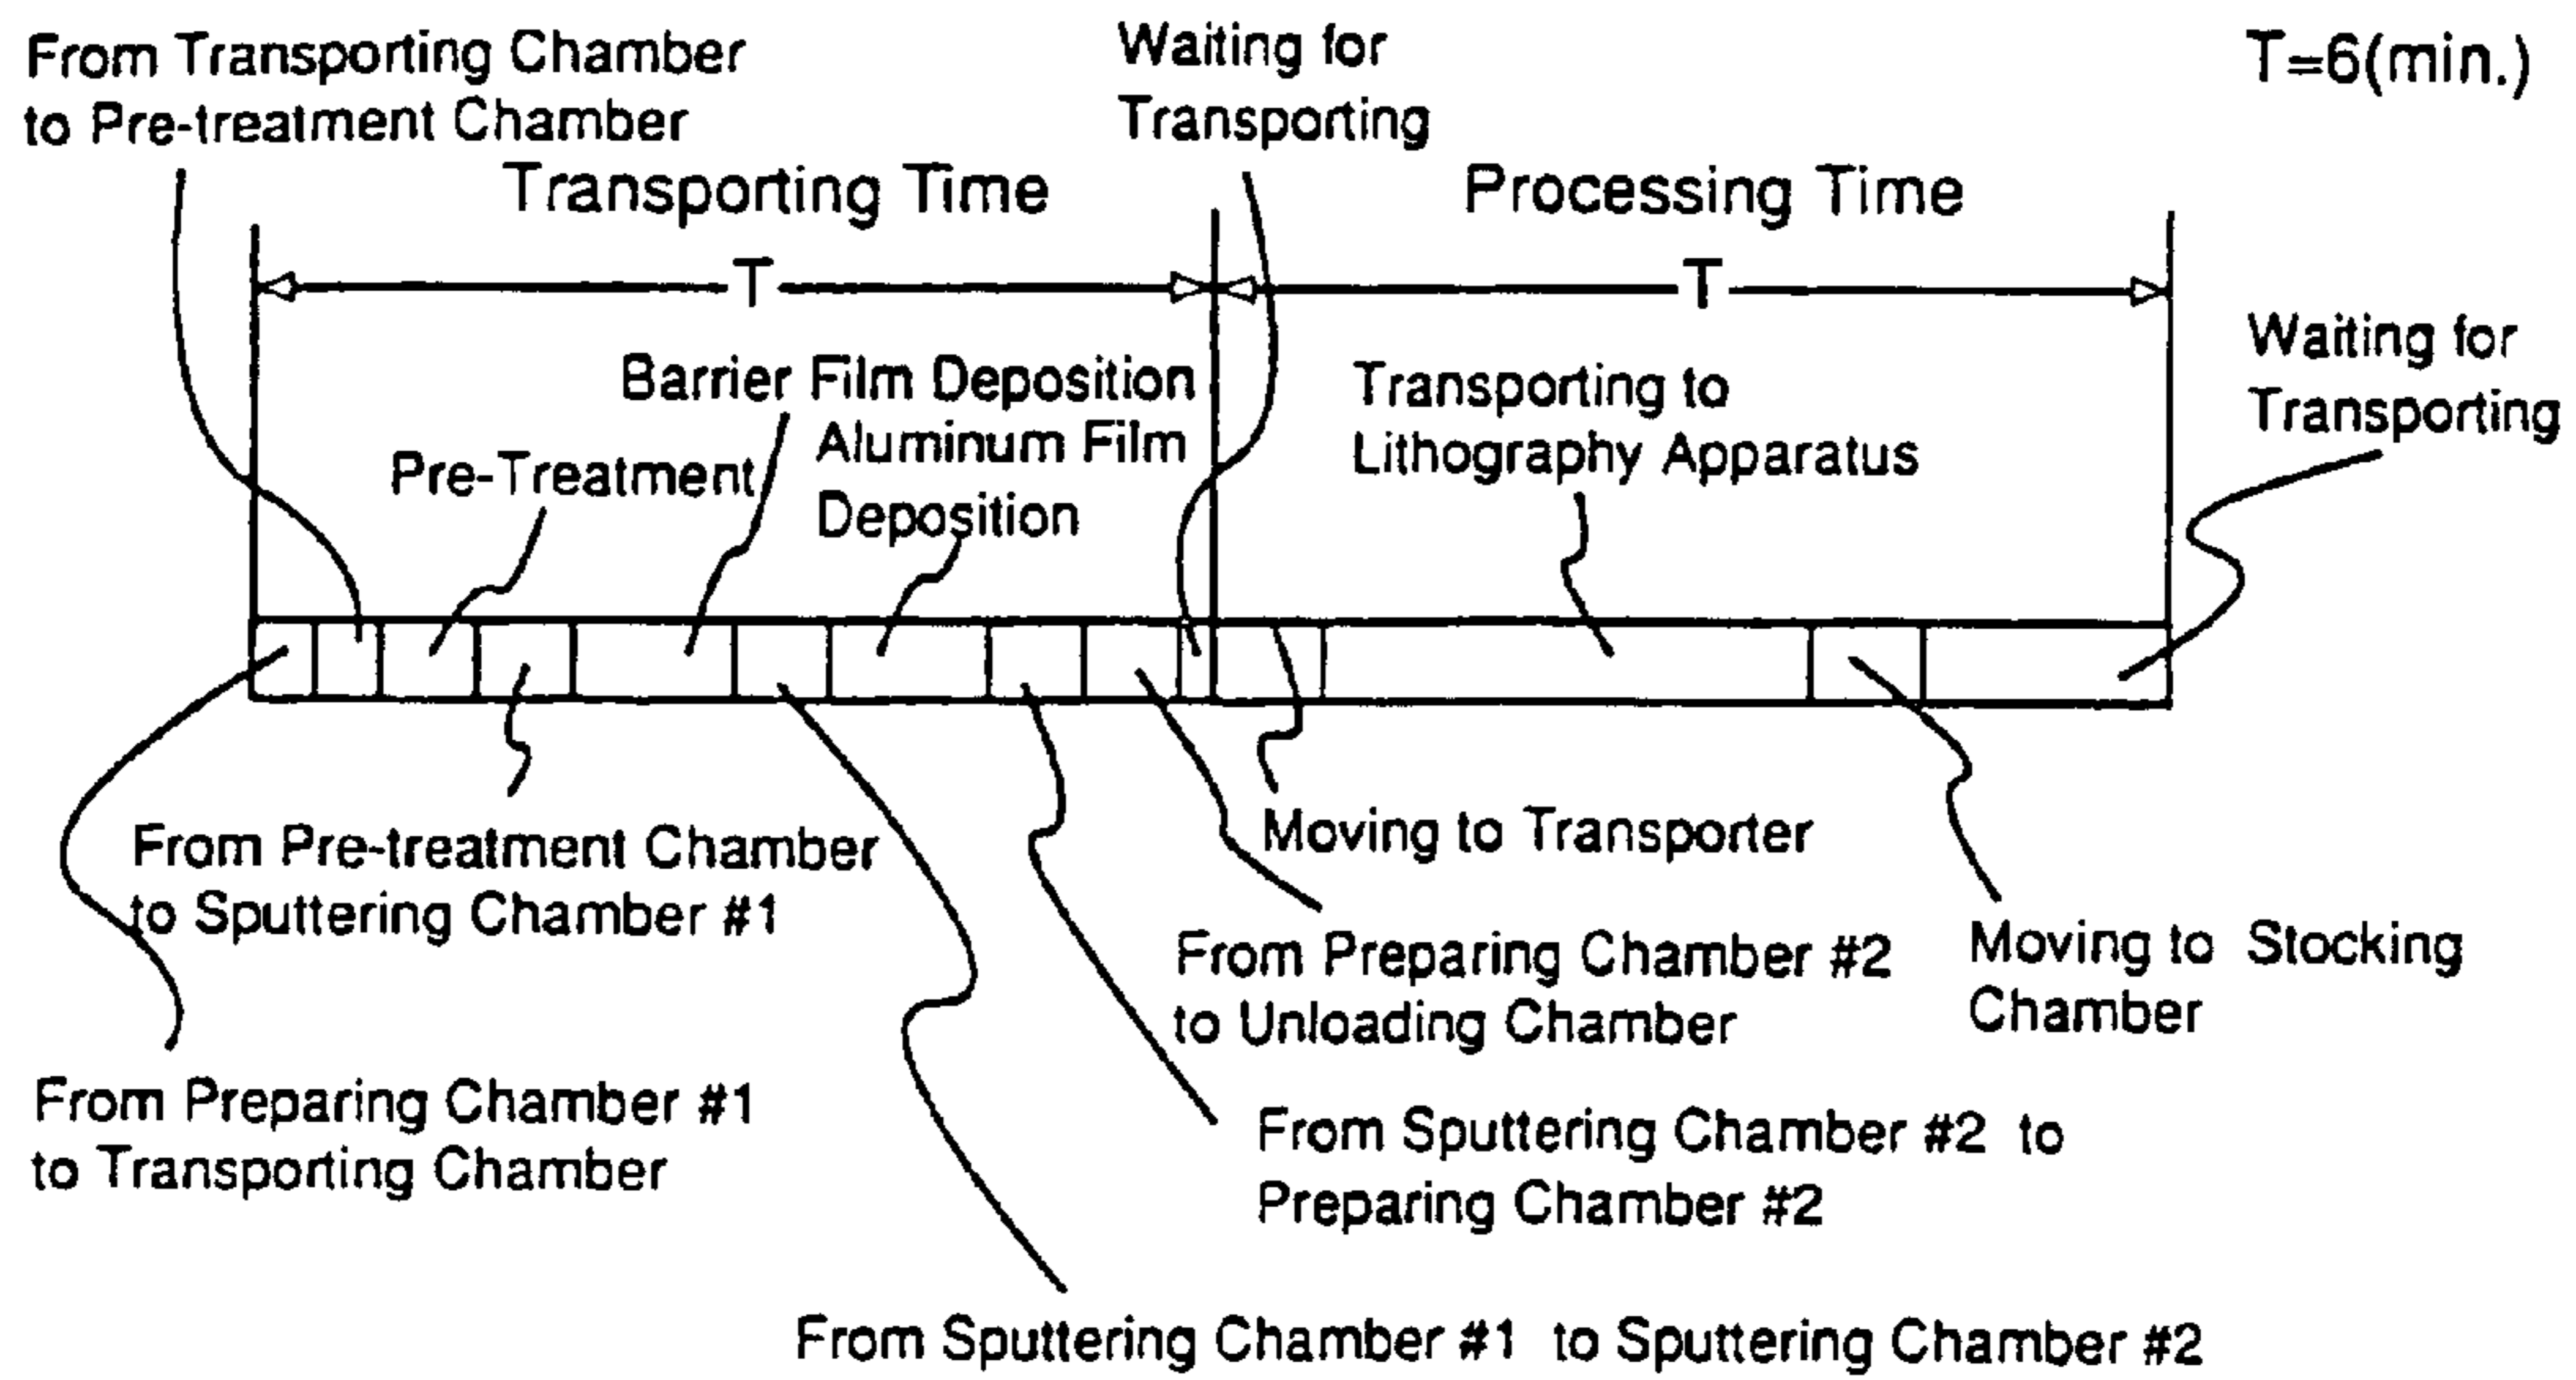 From Transporting Chamber
to Pre-treatment Chamber
Waiting for
Transporting
T=6(min.)
Transporting Time
Processing Time
T
T
Barrier Film Deposition
Aluminum Film
Deposition
Pre-Treatment
Transporting to
Lithography Apparatus
Waiting for
Transporting
From Pre-treatment Chamber
to Sputtering Chamber #1
Moving to Transporter
From Preparing Chamber #2
to Unloading Chamber
Moving to Stocking
Chamber
From Preparing Chamber #1
to Transporting Chamber
From Sputtering Chamber #2 to
Preparing Chamber #2
From Sputtering Chamber #1 to Sputtering Chamber #2